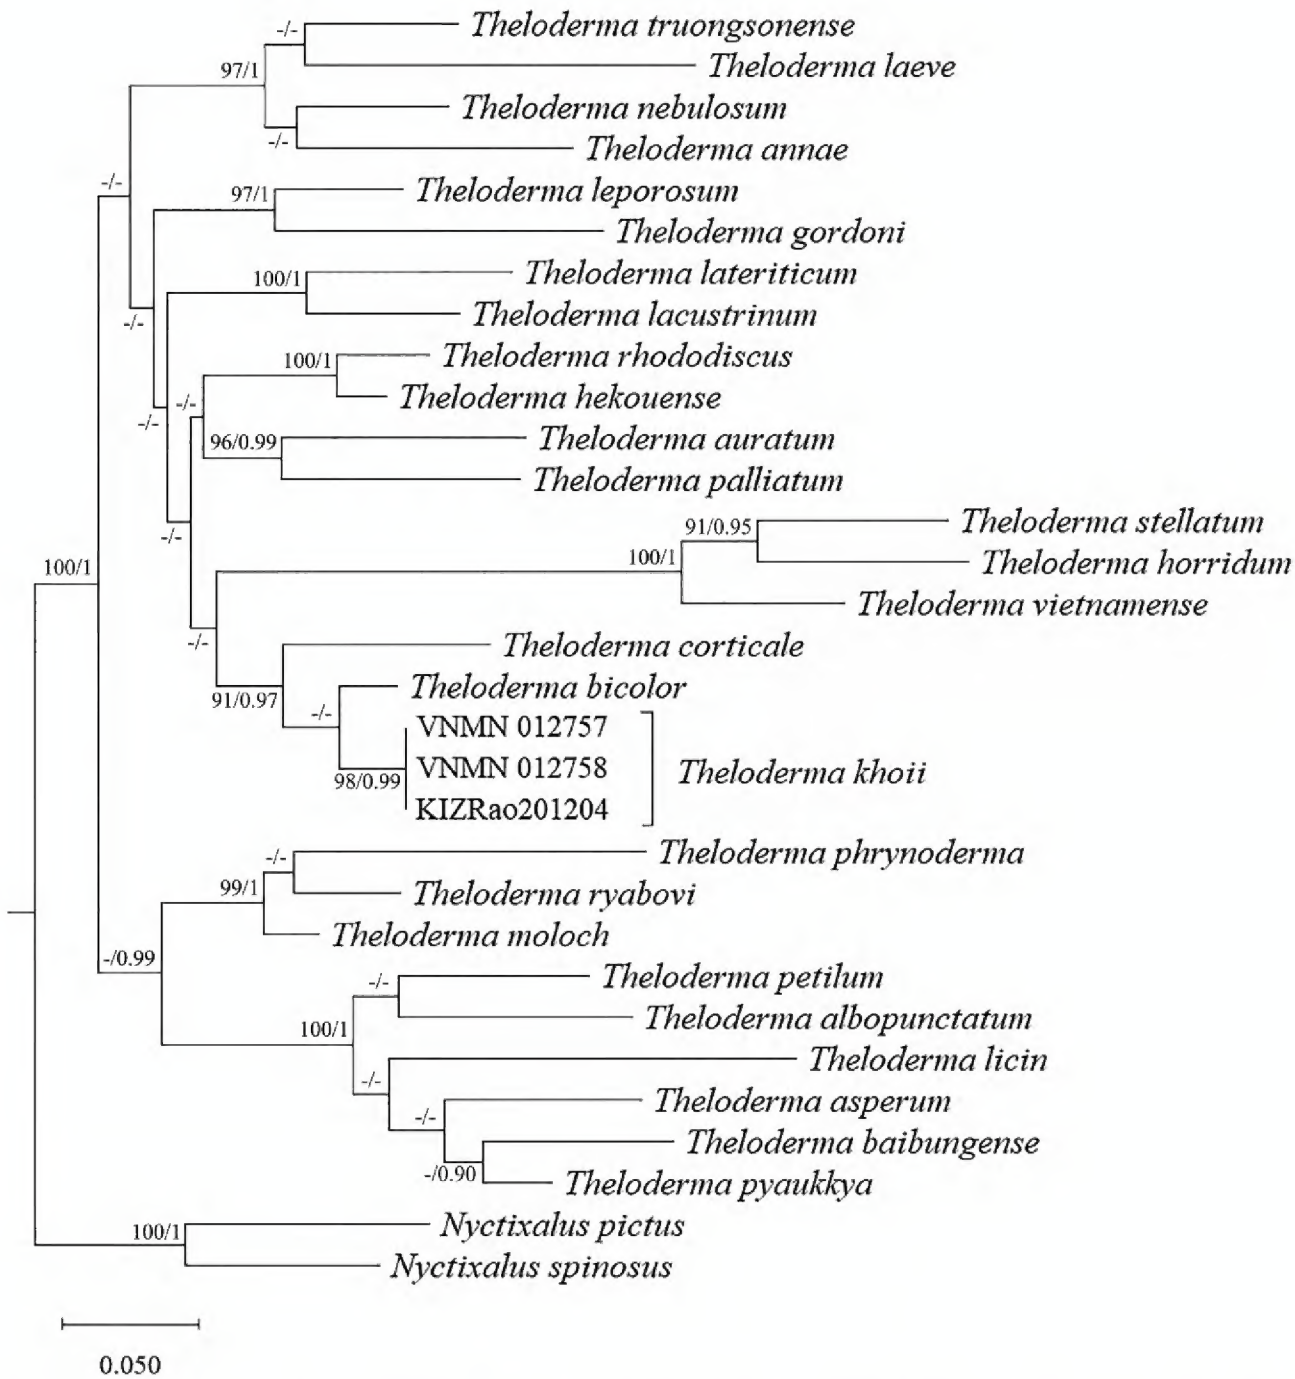 -/-
Theloderma truongsonense
97/1
Theloderma laeve
Theloderma nebulosum
-/-
Theloderma annae
-/-
97/1
Theloderma leporosum
Theloderma gordoni
100/1
Theloderma lateriticum
-/-
Theloderma lacustrinum
100/1
Theloderma rhododiscus
-/-
Theloderma hekouense
-/-
96/0.99
Theloderma auratum
Theloderma palliatum
-/-
91/0.95
Theloderma stellatum
100/1
100/1
Theloderma horridum
Theloderma vietnamense
-/-
Theloderma corticale
91/0.97
Theloderma bicolor
-/-
VNMN 012757
98/0.99
VNMN 012758
Theloderma khoii
KIZRao201204
-/-
Theloderma phrynoderma
99/1
Theloderma ryabovi
Theloderma moloch
-/0.99
-/-
Theloderma petilum
100/1
Theloderma albopunctatum
-/-
Theloderma licin
-/-
Theloderma asperum
Theloderma baibungense
-/0.90
Theloderma pyaukkya
100/1
Nyctixalus pictus
Nyctixalus spinosus
0.050